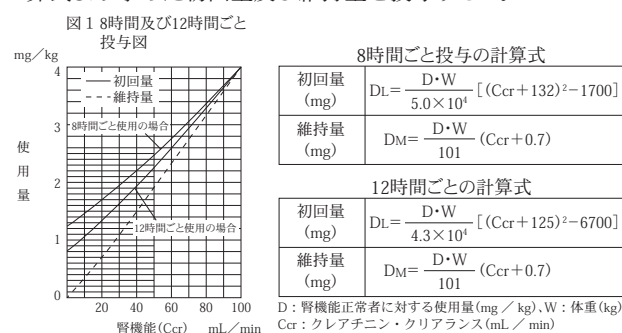 図１ 8時間及び12時間ごと
投与図
mg／kg
4
3
2
1
0
使
用
量
初回量
維持量
8時間ごと使用の場合
12時間ごと使用の場合
20 40 60 80 100
腎機能(Ccr) mL／min
8時間ごと投与の計算式
初回量
(mg)
DL= D・W / 5.0×10⁴ [(Ccr＋132)²−1700]
維持量
(mg)
DM= D・W / 101 (Ccr＋0.7)
12時間ごとの計算式
初回量
(mg)
DL= D・W / 4.3×10⁴ [(Ccr＋125)²−6700]
維持量
(mg)
DM= D・W / 101 (Ccr＋0.7)
D：腎機能正常者に対する使用量(mg／kg)、W：体重(kg)
Ccr：クレアチニン・クリアランス(mL／min)